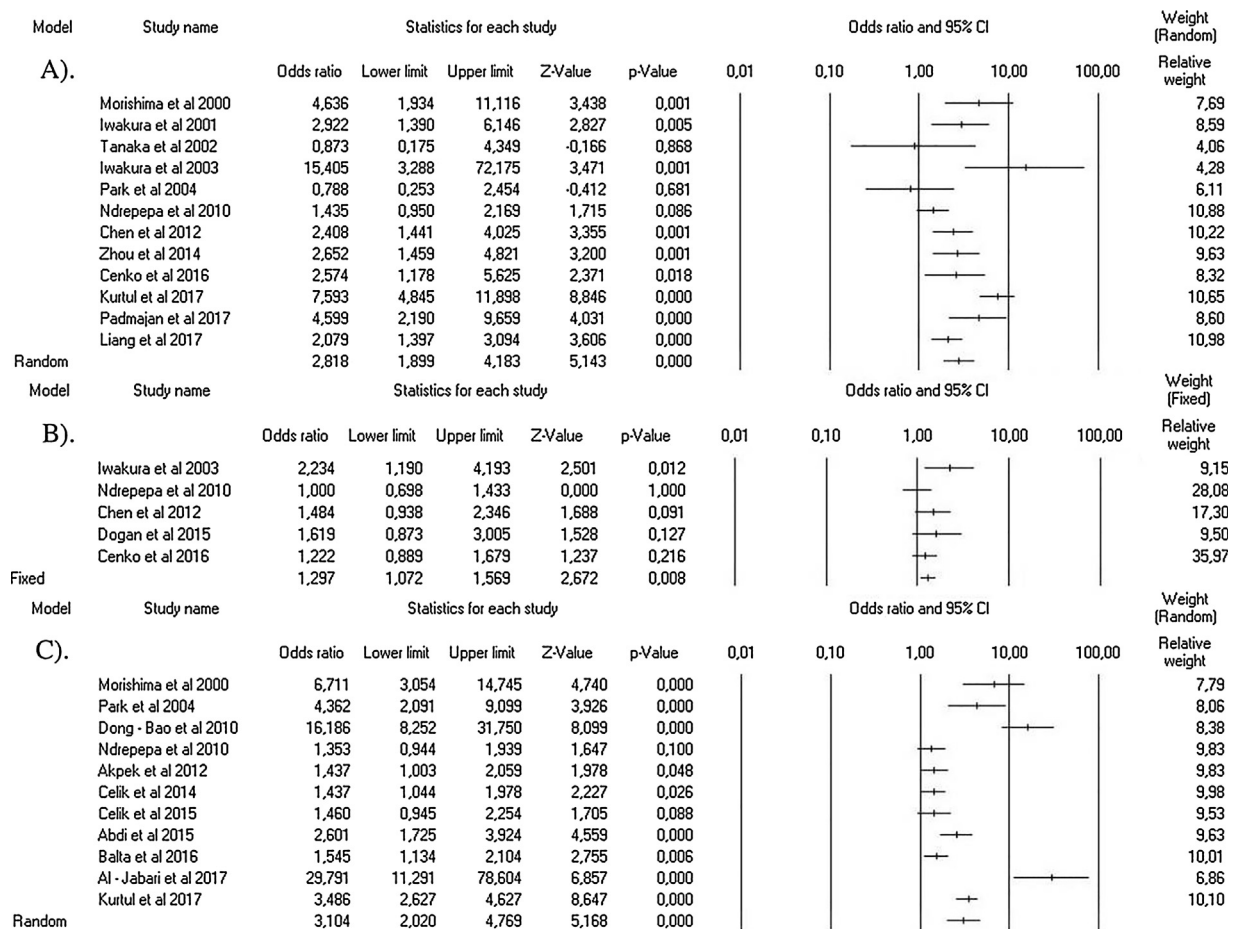 Model Study name Statistics for each study Odds ratio and 95% CI Weight (Random)
A).
Odds ratio Lower limit Upper limit Z-Value p-Value 0,01 0,10 1,00 10,00 100,00 Relative weight
Morishima et al 2000 4,636 1,934 11,116 3,438 0,001 7,69
Iwakura et al 2001 2,922 1,390 6,146 2,827 0,005 8,59
Tanaka et al 2002 0,873 0,175 4,349 -0,166 0,868 4,06
Iwakura et al 2003 15,405 3,288 72,175 3,471 0,001 4,28
Park et al 2004 0,788 0,253 2,454 -0,412 0,681 6,11
Ndrepepa et al 2010 1,435 0,950 2,169 1,715 0,086 10,88
Chen et al 2012 2,408 1,441 4,025 3,355 0,001 10,22
Zhou et al 2014 2,652 1,459 4,821 3,200 0,001 9,63
Cenko et al 2016 2,574 1,178 5,625 2,371 0,018 8,32
Kurtul et al 2017 7,593 4,845 11,898 8,846 0,000 10,65
Padmajan et al 2017 4,599 2,190 9,659 4,031 0,000 8,60
Liang et al 2017 2,079 1,397 3,094 3,606 0,000 10,98
Random 2,818 1,899 4,183 5,143 0,000
Model Study name Statistics for each study Odds ratio and 95% CI Weight (Fixed)
B).
Odds ratio Lower limit Upper limit Z-Value p-Value 0,01 0,10 1,00 10,00 100,00 Relative weight
Iwakura et al 2003 2,234 1,190 4,193 2,501 0,012 9,15
Ndrepepa et al 2010 1,000 0,698 1,433 0,000 1,000 28,08
Chen et al 2012 1,484 0,938 2,346 1,688 0,091 17,30
Dogan et al 2015 1,619 0,873 3,005 1,528 0,127 9,50
Cenko et al 2016 1,222 0,889 1,679 1,237 0,216 35,97
Fixed 1,297 1,072 1,569 2,672 0,008
Model Study name Statistics for each study Odds ratio and 95% CI Weight (Random)
C).
Odds ratio Lower limit Upper limit Z-Value p-Value 0,01 0,10 1,00 10,00 100,00 Relative weight
Morishima et al 2000 6,711 3,054 14,745 4,740 0,000 7,79
Park et al 2004 4,362 2,091 9,099 3,926 0,000 8,06
Dong - Bao et al 2010 16,186 8,252 31,750 8,099 0,000 8,38
Ndrepepa et al 2010 1,353 0,944 1,939 1,647 0,100 9,83
Akpek et al 2012 1,437 1,003 2,059 1,978 0,048 9,83
Celik et al 2014 1,437 1,044 1,978 2,227 0,026 9,98
Celik et al 2015 1,460 0,945 2,254 1,705 0,088 9,53
Abdi et al 2015 2,601 1,725 3,924 4,559 0,000 9,63
Balta et al 2016 1,545 1,134 2,104 2,755 0,006 10,01
Al - Jabari et al 2017 29,791 11,291 78,604 6,857 0,000 6,86
Kurtul et al 2017 3,486 2,627 4,627 8,647 0,000 10,10
Random 3,104 2,020 4,769 5,168 0,000